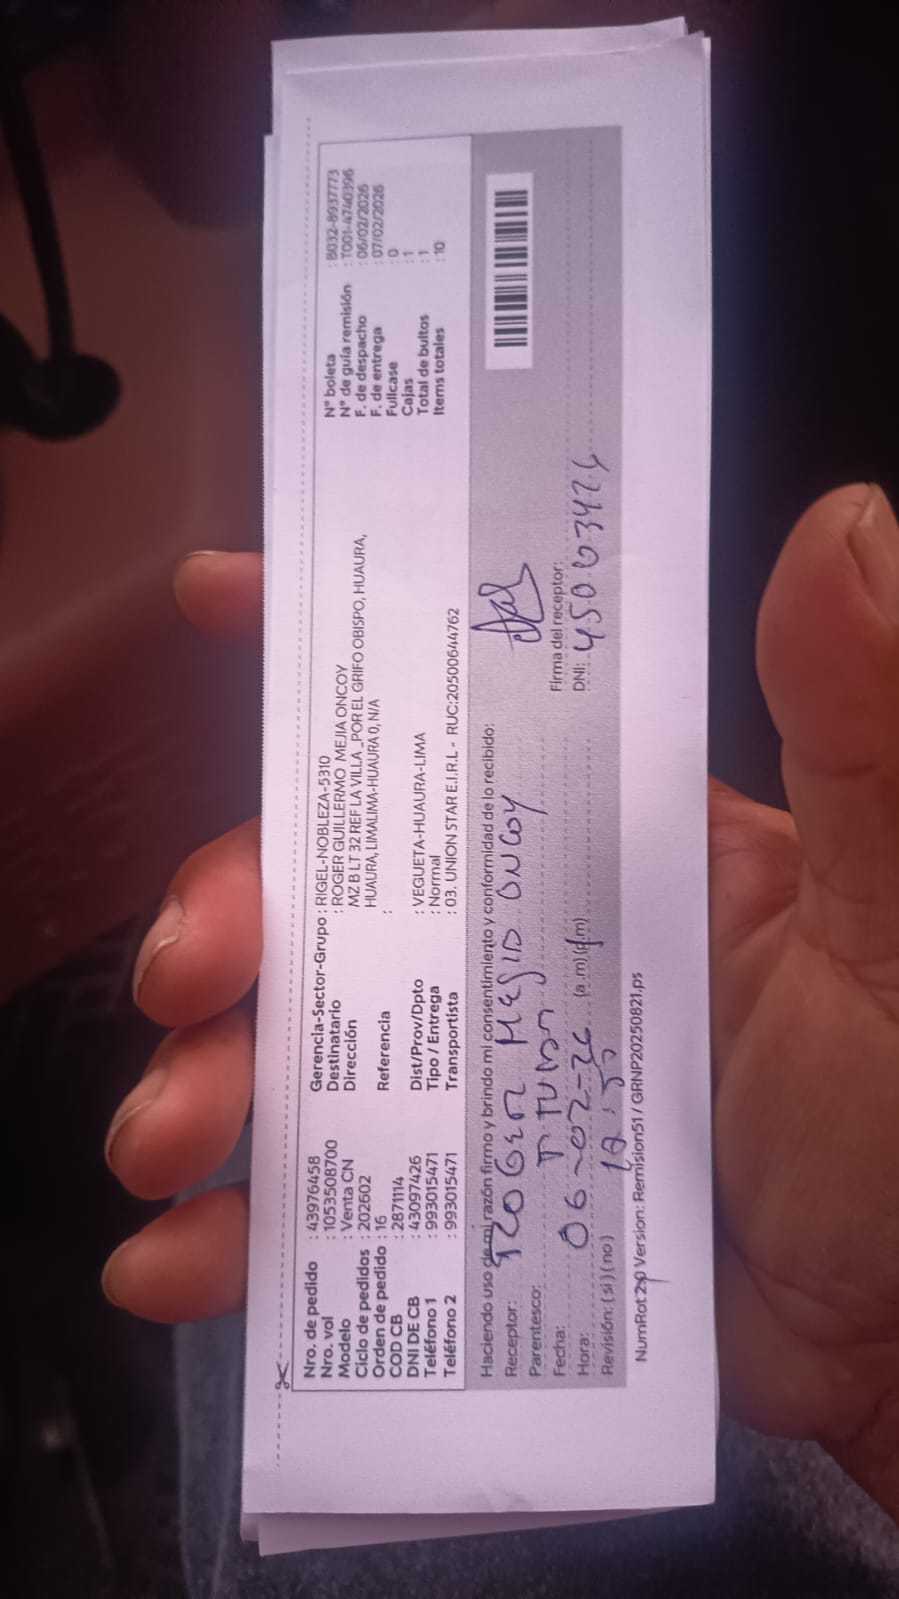 Nro. de pedido : 43976458
Nro. vol : 1053508700
Modelo : Venta CN
Ciclo de pedidos : 202602
Orden de pedido : 16
COD CB : 2871114
DNI DE CB : 43097426
Teléfono 1 : 993015471
Teléfono 2 : 993015471
Gerencia-Sector-Grupo : RIGEL-NOBLEZA-5310
Destinatario : ROGER GUILLERMO MEJIA ONCOY
Dirección MZ B LT 32 REF LA VILLA _POR EL GRIFO OBISPO, HUAURA,
HUAURA, LIMALIMA-HUAURA 0, N/A
Referencia :
Dist/Prov/Dpto : VEGUETA-HUAURA-LIMA
Tipo / Entrega : Normal
Transportista : 03. UNION STAR E.I.R.L - RUC:20500644762
N° boleta : B032-8937773
N° de guía remisión : T001-4740396
F. de despacho : 06/02/2026
F. de entrega : 07/02/2026
Fullcase : 0
Cajas : 1
Total de bultos : 1
Items totales : 10
Haciendo uso de mi razón firmo y brindo mi consentimiento y conformidad de lo recibido:
Receptor: ROGER MEJIA ONCOY
Parentesco:
Fecha: 06-02-26
Hora: (a.m)(p.m)
Revisión: (si)(no)
Firma del receptor:
DNI:
NumRot 2s0 Version: Remision51 / GRNP20250821.ps